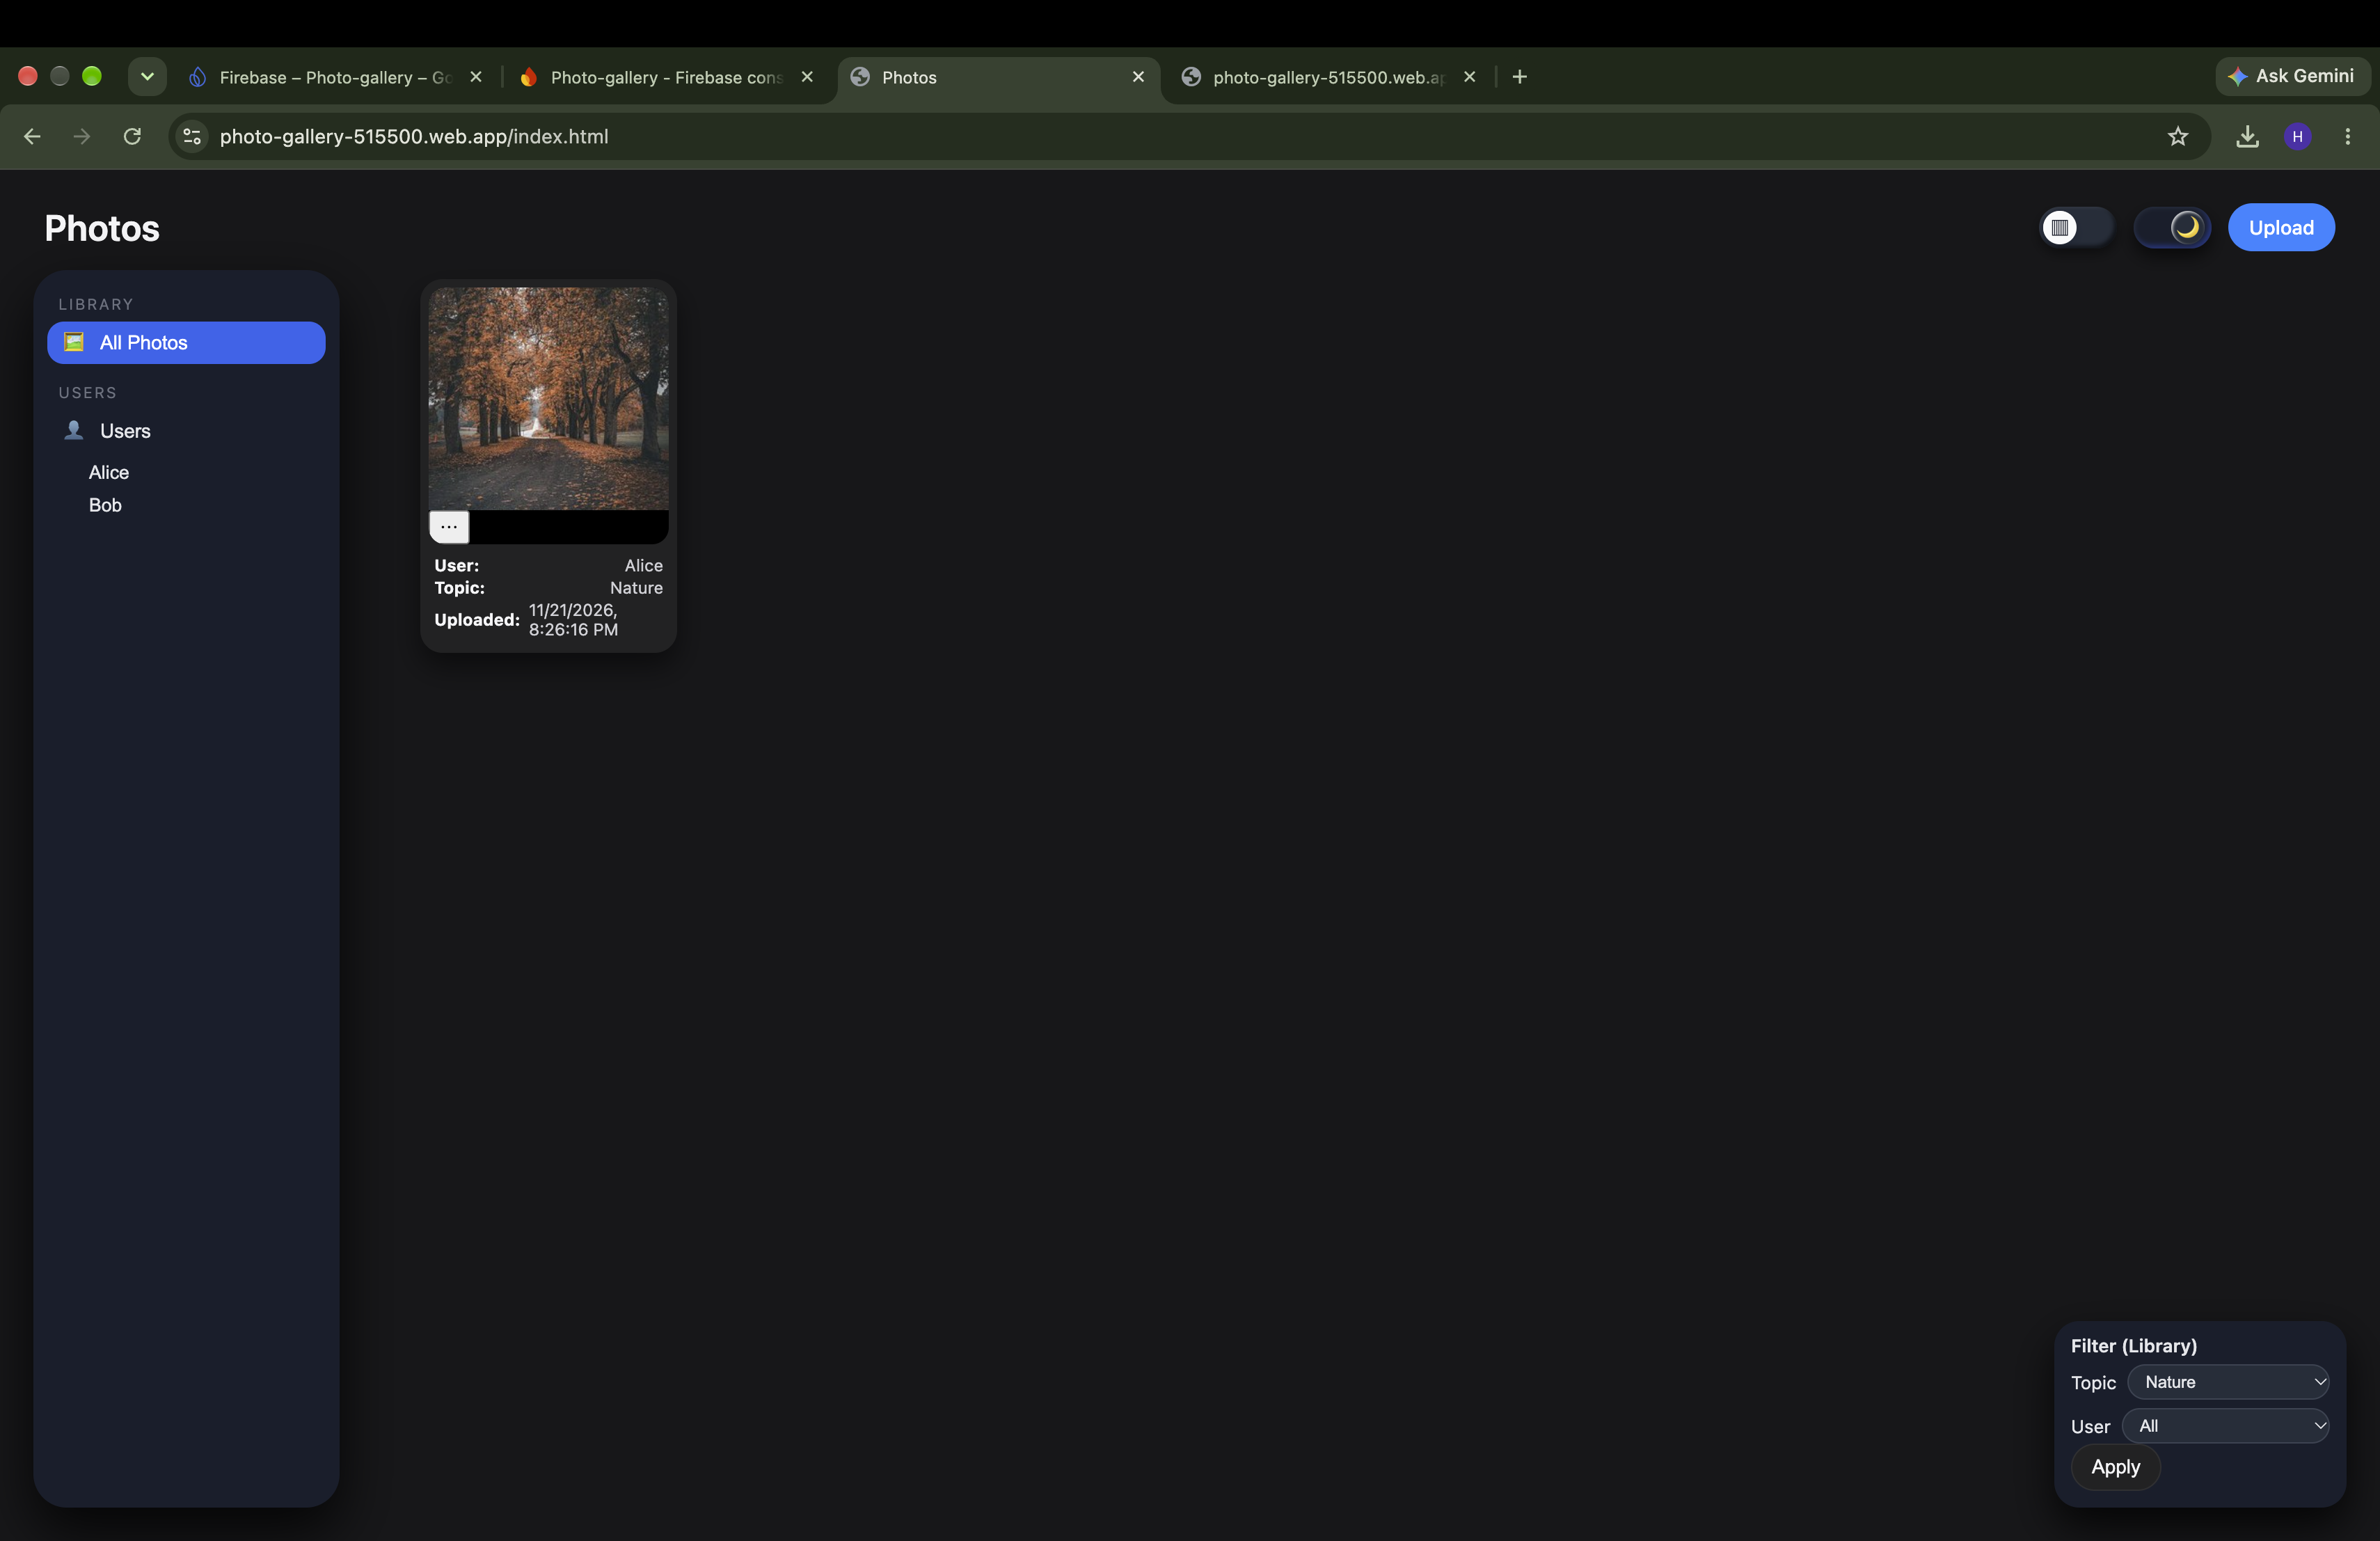 Firebase – Photo-gallery – Go
Photo-gallery - Firebase cons
Photos
photo-gallery-515500.web.ap
Ask Gemini
photo-gallery-515500.web.app/index.html
H
Photos
Upload
LIBRARY
All Photos
USERS
Users
Alice
Bob
...
User: Alice
Topic: Nature
Uploaded: 11/21/2026,
8:26:16 PM
Filter (Library)
Topic Nature
User All
Apply